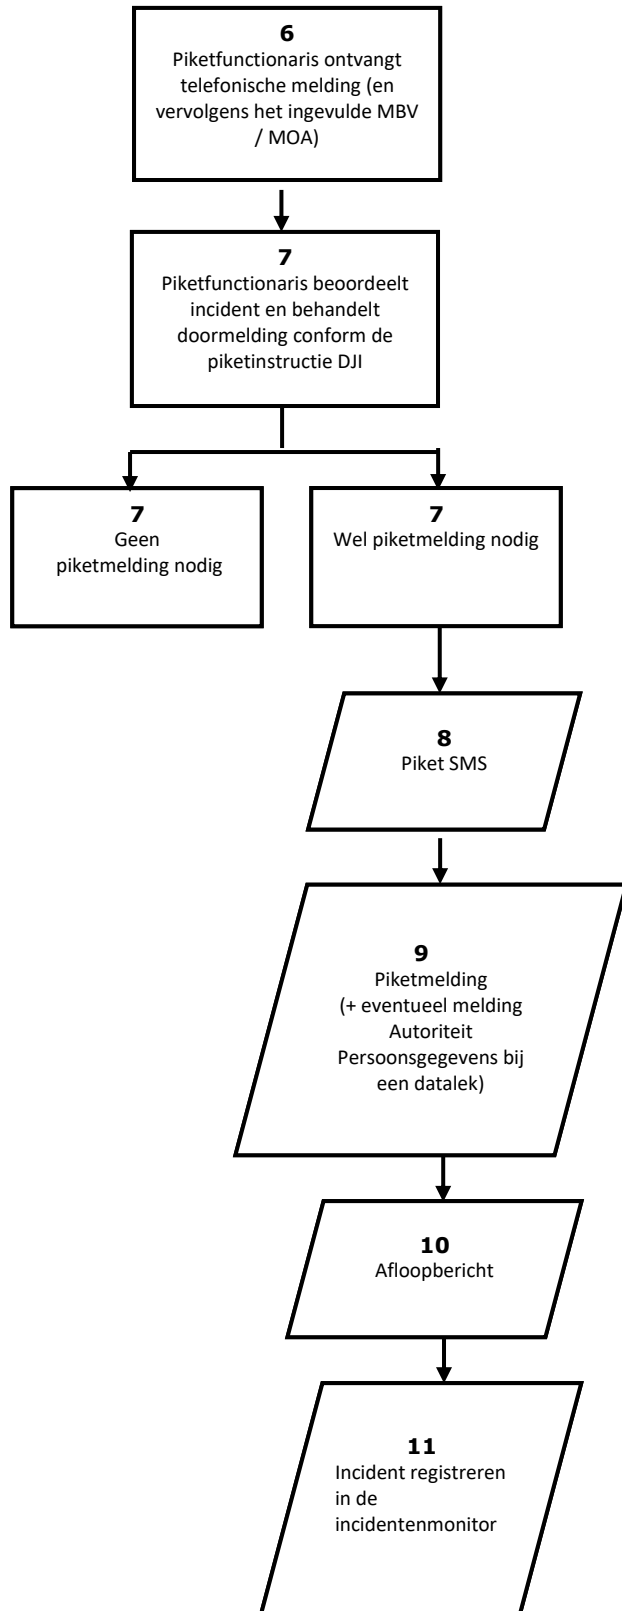 6
Piketfunctionaris ontvangt
telefonische melding (en
vervolgens het ingevulde MBV
/ MOA)
7
Piketfunctionaris beoordeelt
incident en behandelt
doormelding conform de
piketinstructie DJI
7
Geen
piketmelding nodig
7
Wel piketmelding nodig
8
Piket SMS
9
Piketmelding
(+ eventueel melding
Autoriteit
Persoonsgegevens bij
een datalek)
10
Afloopbericht
11
Incident registreren
in de
incidentenmonitor